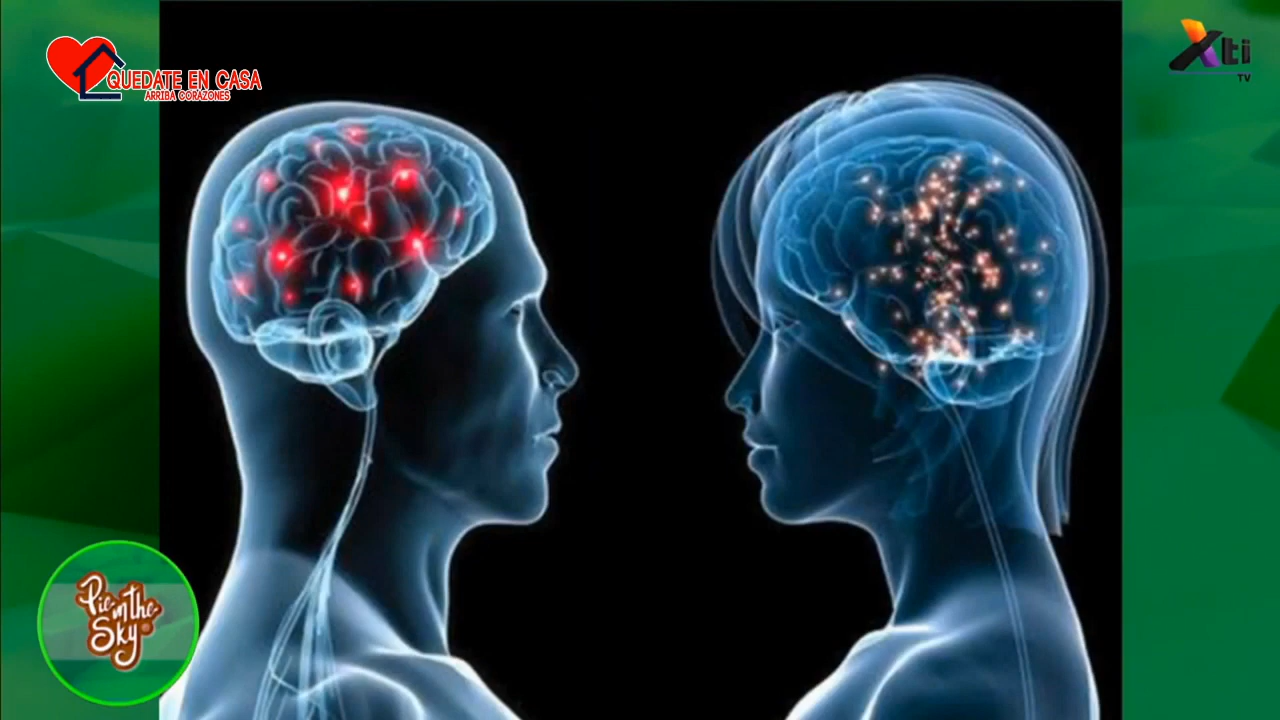 QUEDATE EN CASA
ARRIBA CORAZONES
Xti
TV
Pie in the
Sky